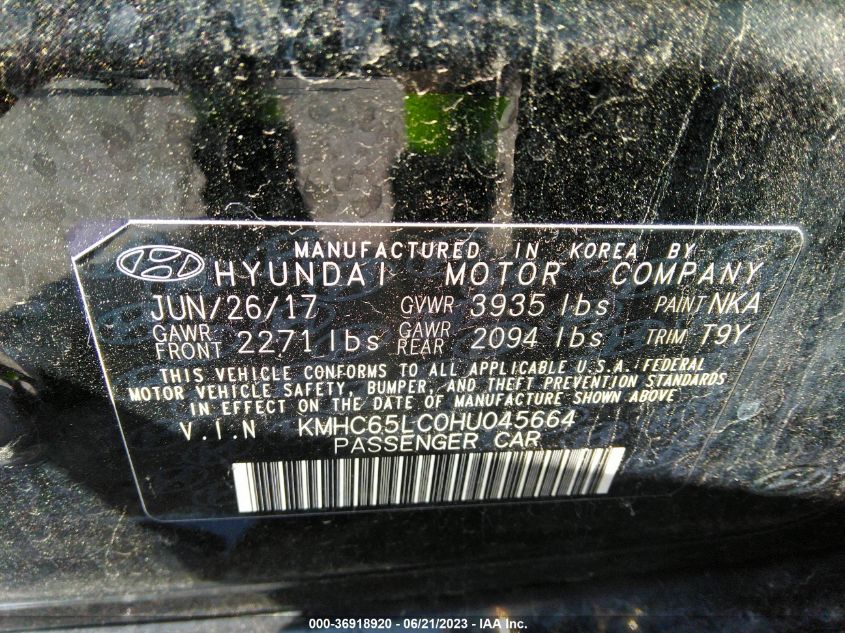 MANUFACTURED IN KOREA BY
HYUNDAI MOTOR COMPANY
JUN/26/17 GVWR 3935 lbs PAINT NKA
GAWR FRONT 2271 lbs GAWR REAR 2094 lbs TRIM T9Y
THIS VEHICLE CONFORMS TO ALL APPLICABLE U.S.A. FEDERAL
MOTOR VEHICLE SAFETY, BUMPER, AND THEFT PREVENTION STANDARDS
IN EFFECT ON THE DATE OF MANUFACTURE SHOWN ABOVE
V.I.N KMHC65LC0HU045664
PASSENGER CAR
000-36918920 - 06/21/2023 - IAA Inc.